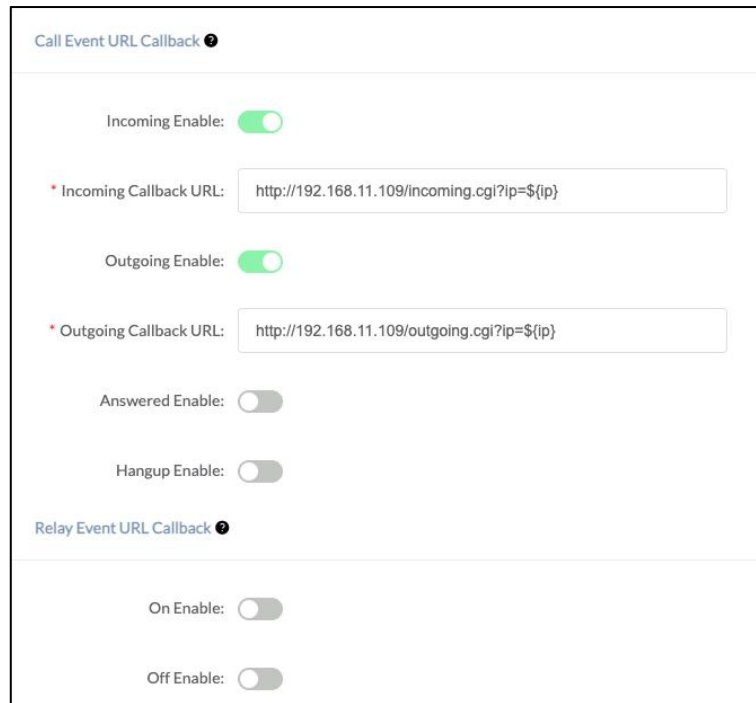 Call Event URL Callback ?
Incoming Enable:
* Incoming Callback URL: http://192.168.11.109/incoming.cgi?ip=${ip}
Outgoing Enable:
* Outgoing Callback URL: http://192.168.11.109/outgoing.cgi?ip=${ip}
Answered Enable:
Hangup Enable:
Relay Event URL Callback ?
On Enable:
Off Enable: